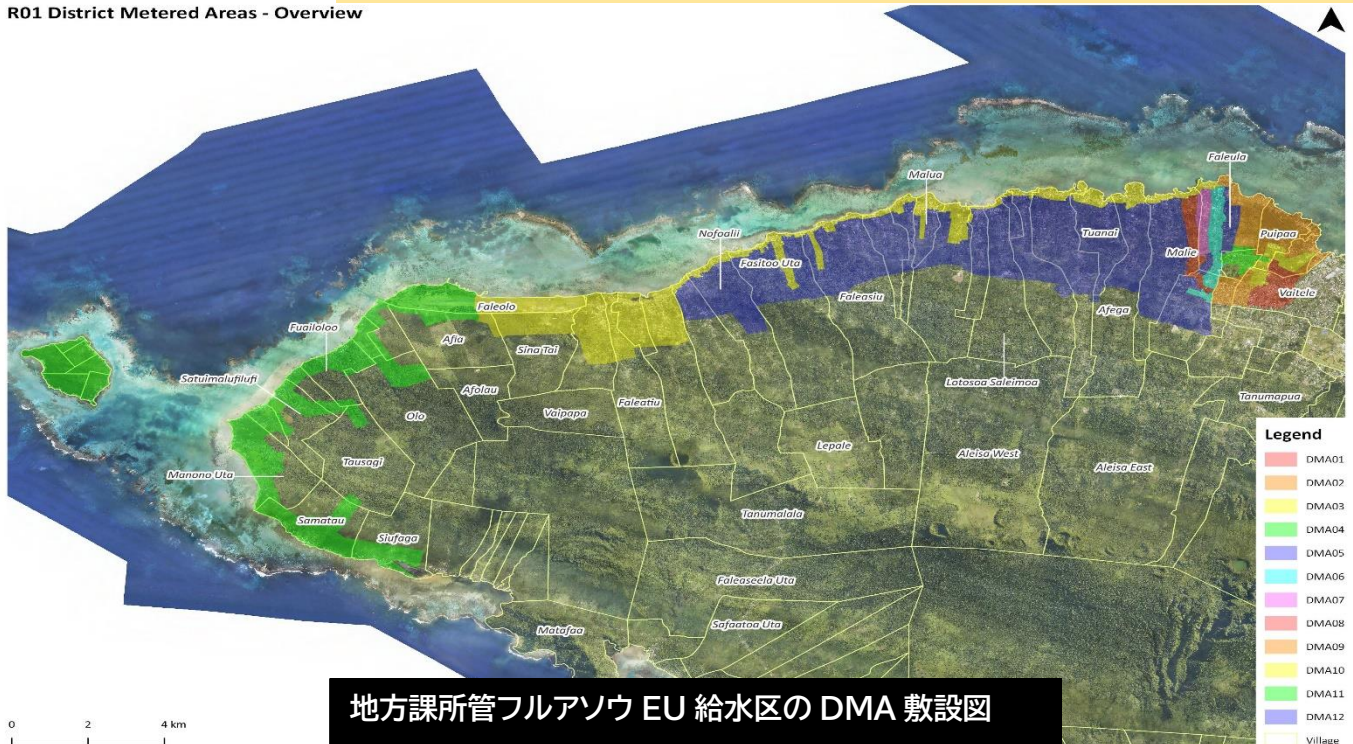 R01 District Metered Areas - Overview
Faleula
Malua
Nofoalii
Tuanai
Puipaa
Malie
Fasitoo Uta
Vaitele
Faleolo
Faleasiu
Afega
Fuailoloo
Afia
Sina Tai
Satuimalufilufi
Afolau
Lotosoa Saleimoa
Tanumapua
Olo
Vaipapa
Faleatiu
Lepale
Aleisa West
Aleisa East
Tausagi
Manono Uta
Tanumalala
Samatau
Siufaga
Faleaseela Uta
Safaatoa Uta
Matafaa
Legend
DMA01
DMA02
DMA03
DMA04
DMA05
DMA06
DMA07
DMA08
DMA09
DMA10
DMA11
DMA12
Village
地方課所管フルアソウ EU 給水区の DMA 敷設図
0 2 4 km